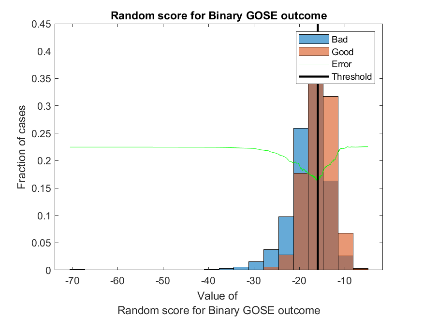 Random score for Binary GOSE outcome
Bad
Good
Error
Threshold
0.45
0.4
0.35
0.3
0.25
0.2
0.15
0.1
0.05
0
Fraction of cases
-70 -60 -50 -40 -30 -20 -10
Value of
Random score for Binary GOSE outcome